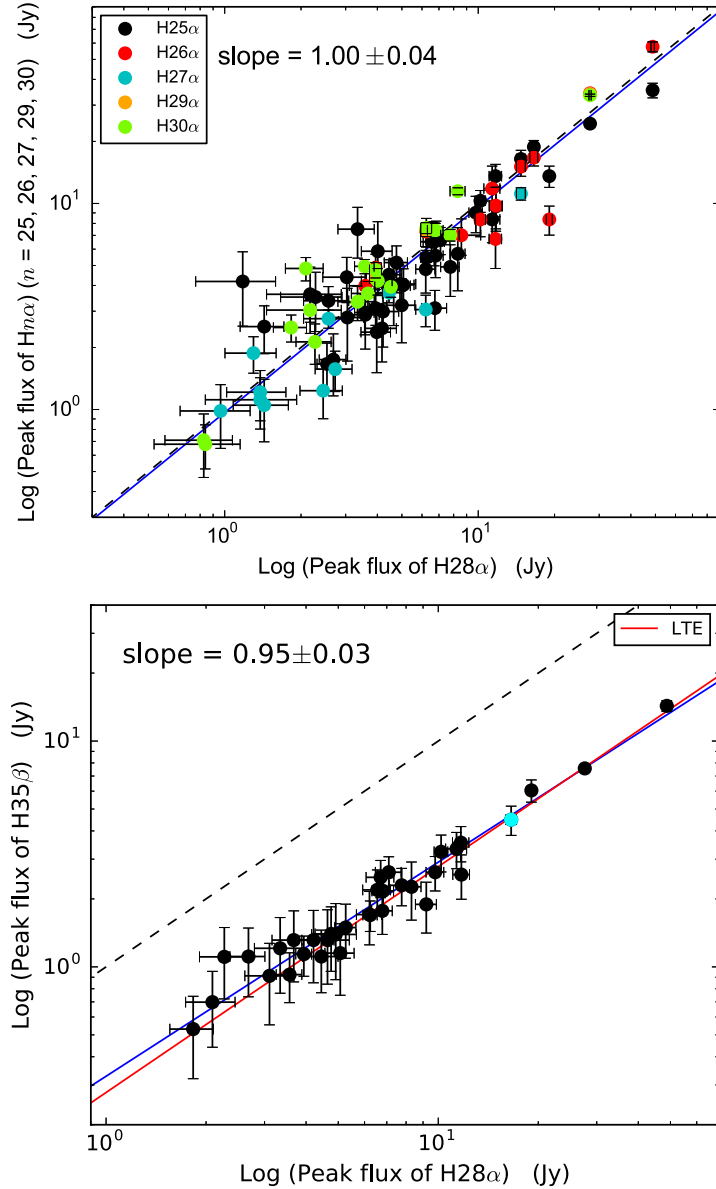 H25α
H26α
H27α
H29α
H30α
slope = 1.00 ±0.04
Log (Peak flux of Hnα) (n = 25, 26, 27, 29, 30) (Jy)
10¹
10⁰
10⁰
10¹
Log (Peak flux of H28α) (Jy)
slope = 0.95±0.03
LTE
Log (Peak flux of H35β) (Jy)
10¹
10⁰
10⁰
10¹
Log (Peak flux of H28α) (Jy)